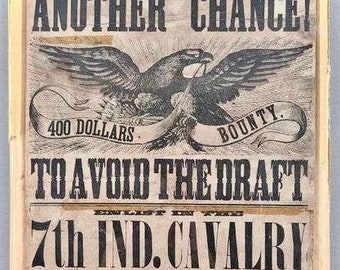 ANOTHER CHANCE!
400 DOLLARS. BOUNTY.
TO AVOID THE DRAFT
ENLIST IN THE
7th IND. CAVALRY